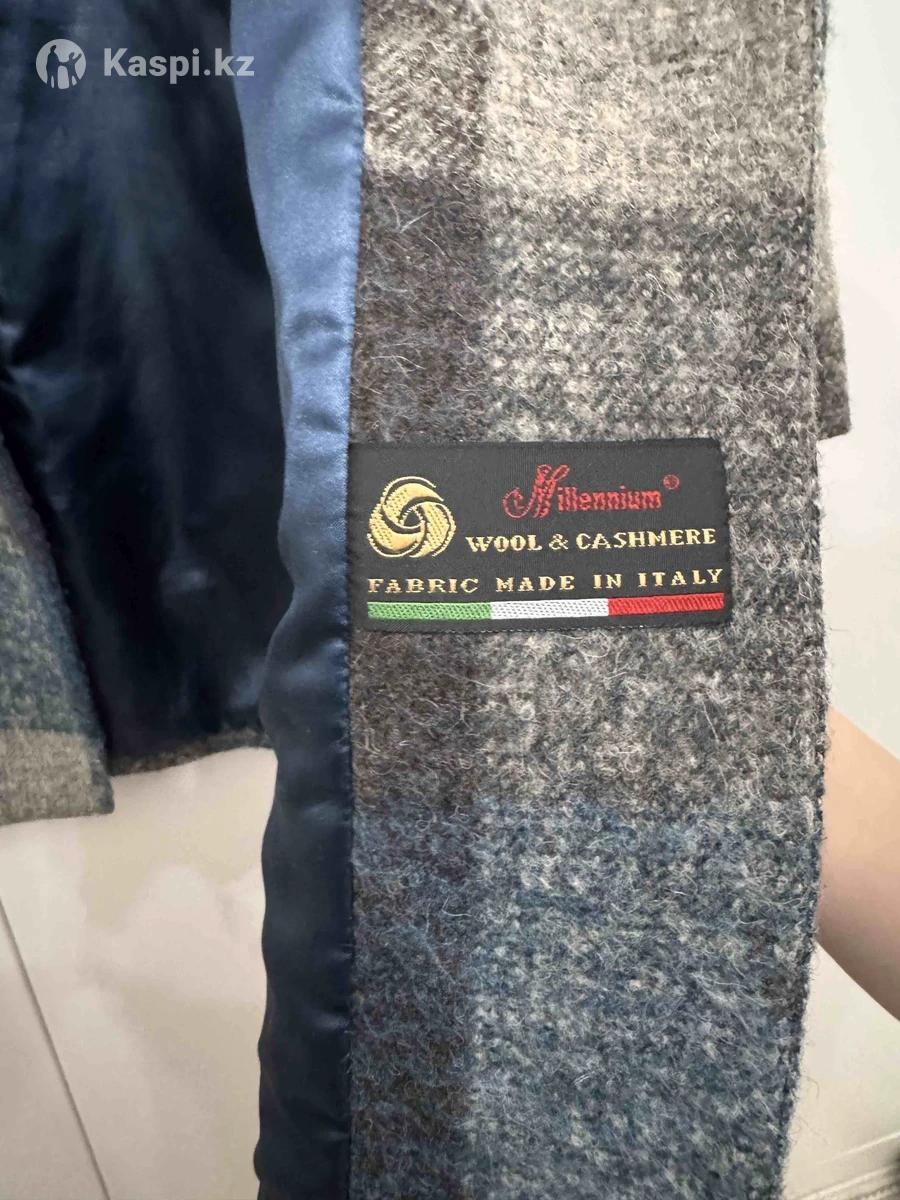 Kaspi.kz
Millennium®
WOOL & CASHMERE
FABRIC MADE IN ITALY